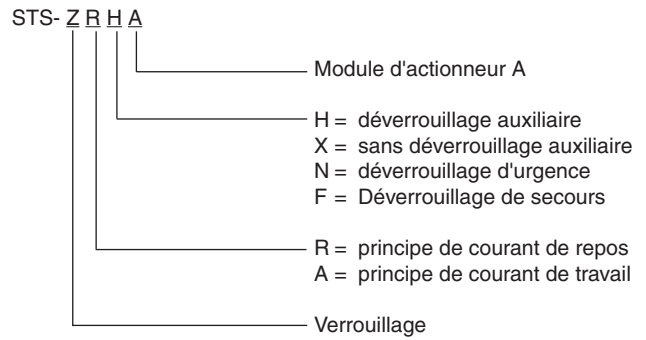 STS- Z R H A
Module d'actionneur A
H = déverrouillage auxiliaire
X = sans déverrouillage auxiliaire
N = déverrouillage d'urgence
F = Déverrouillage de secours
R = principe de courant de repos
A = principe de courant de travail
Verrouillage